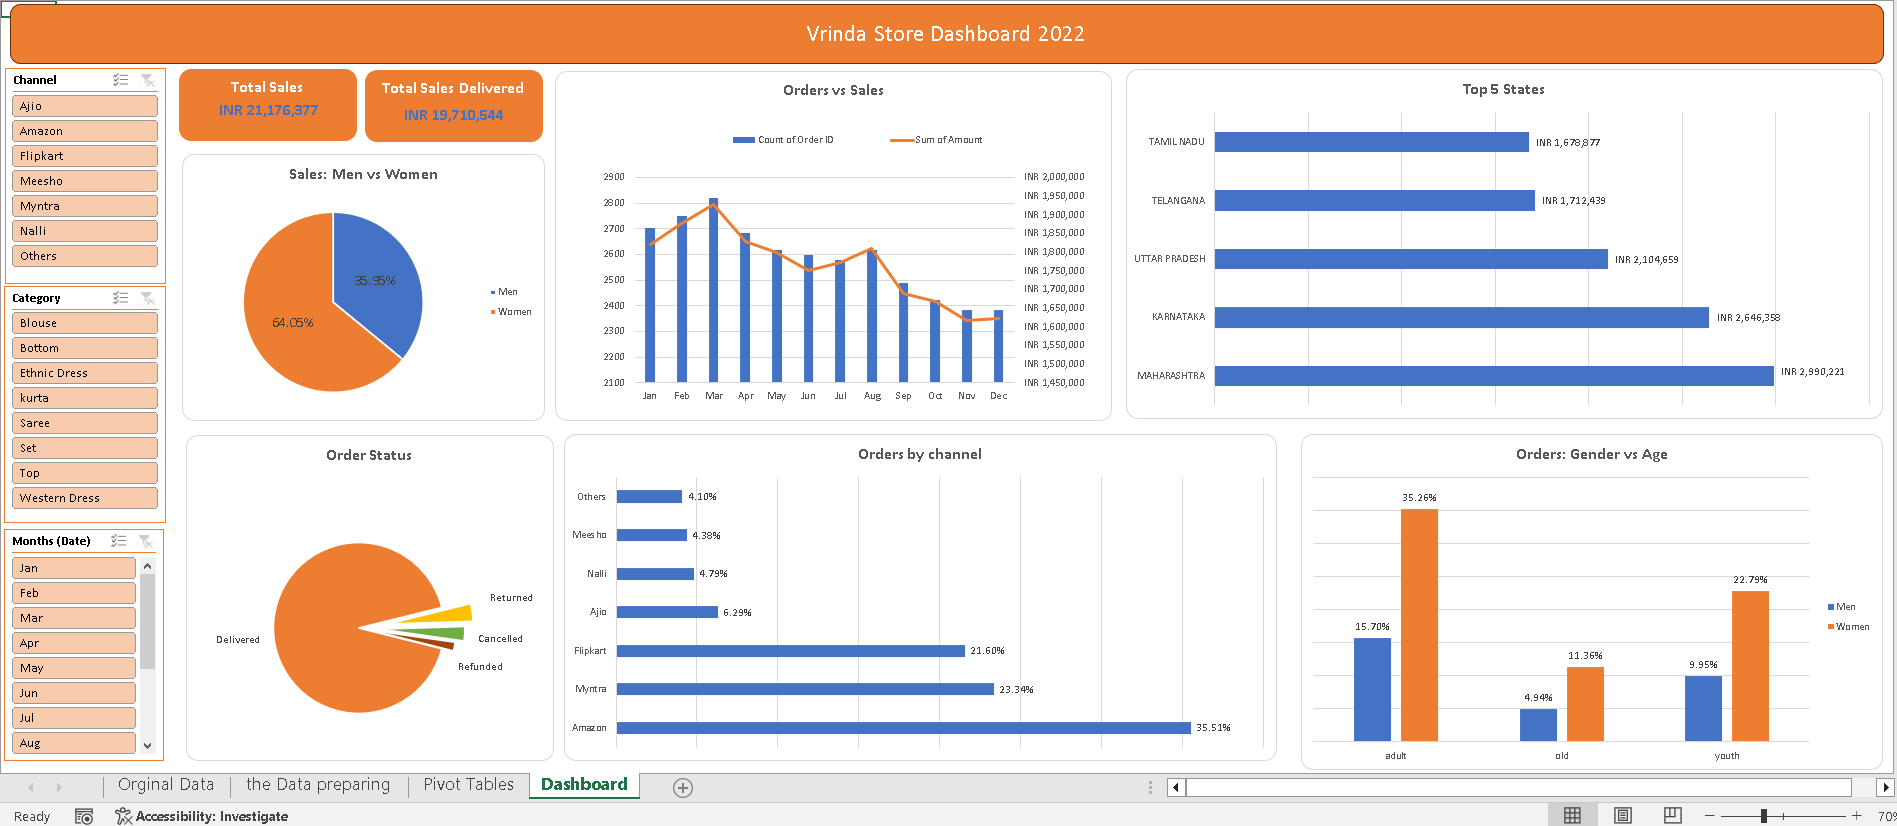 Vrinda Store Dashboard 2022
Channel
Ajio
Amazon
Flipkart
Meesho
Myntra
Nalli
Others
Category
Blouse
Bottom
Ethnic Dress
kurta
Saree
Set
Top
Western Dress
Months (Date)
Jan
Feb
Mar
Apr
May
Jun
Jul
Aug
Total Sales
INR 21,176,377
Total Sales Delivered
INR 19,710,544
Sales: Men vs Women
35.95%
64.05%
Men
Women
Orders vs Sales
Count of Order ID
Sum of Amount
2900
2800
2700
2600
2500
2400
2300
2200
2100
INR 2,000,000
INR 1,950,000
INR 1,900,000
INR 1,850,000
INR 1,800,000
INR 1,750,000
INR 1,700,000
INR 1,650,000
INR 1,600,000
INR 1,550,000
INR 1,500,000
INR 1,450,000
Jan Feb Mar Apr May Jun Jul Aug Sep Oct Nov Dec
Top 5 States
TAMIL NADU INR 1,678,877
TELANGANA INR 1,712,439
UTTAR PRADESH INR 2,104,659
KARNATAKA INR 2,646,358
MAHARASHTRA INR 2,990,221
Order Status
Returned
Cancelled
Refunded
Delivered
Orders by channel
Others 4.10%
Meesho 4.38%
Nalli 4.79%
Ajio 6.29%
Flipkart 21.60%
Myntra 23.34%
Amazon 35.51%
Orders: Gender vs Age
35.26%
22.79%
15.70%
11.36%
9.95%
4.94%
Men
Women
adult old youth
Orginal Data the Data preparing Pivot Tables Dashboard
Ready Accessibility: Investigate 70%